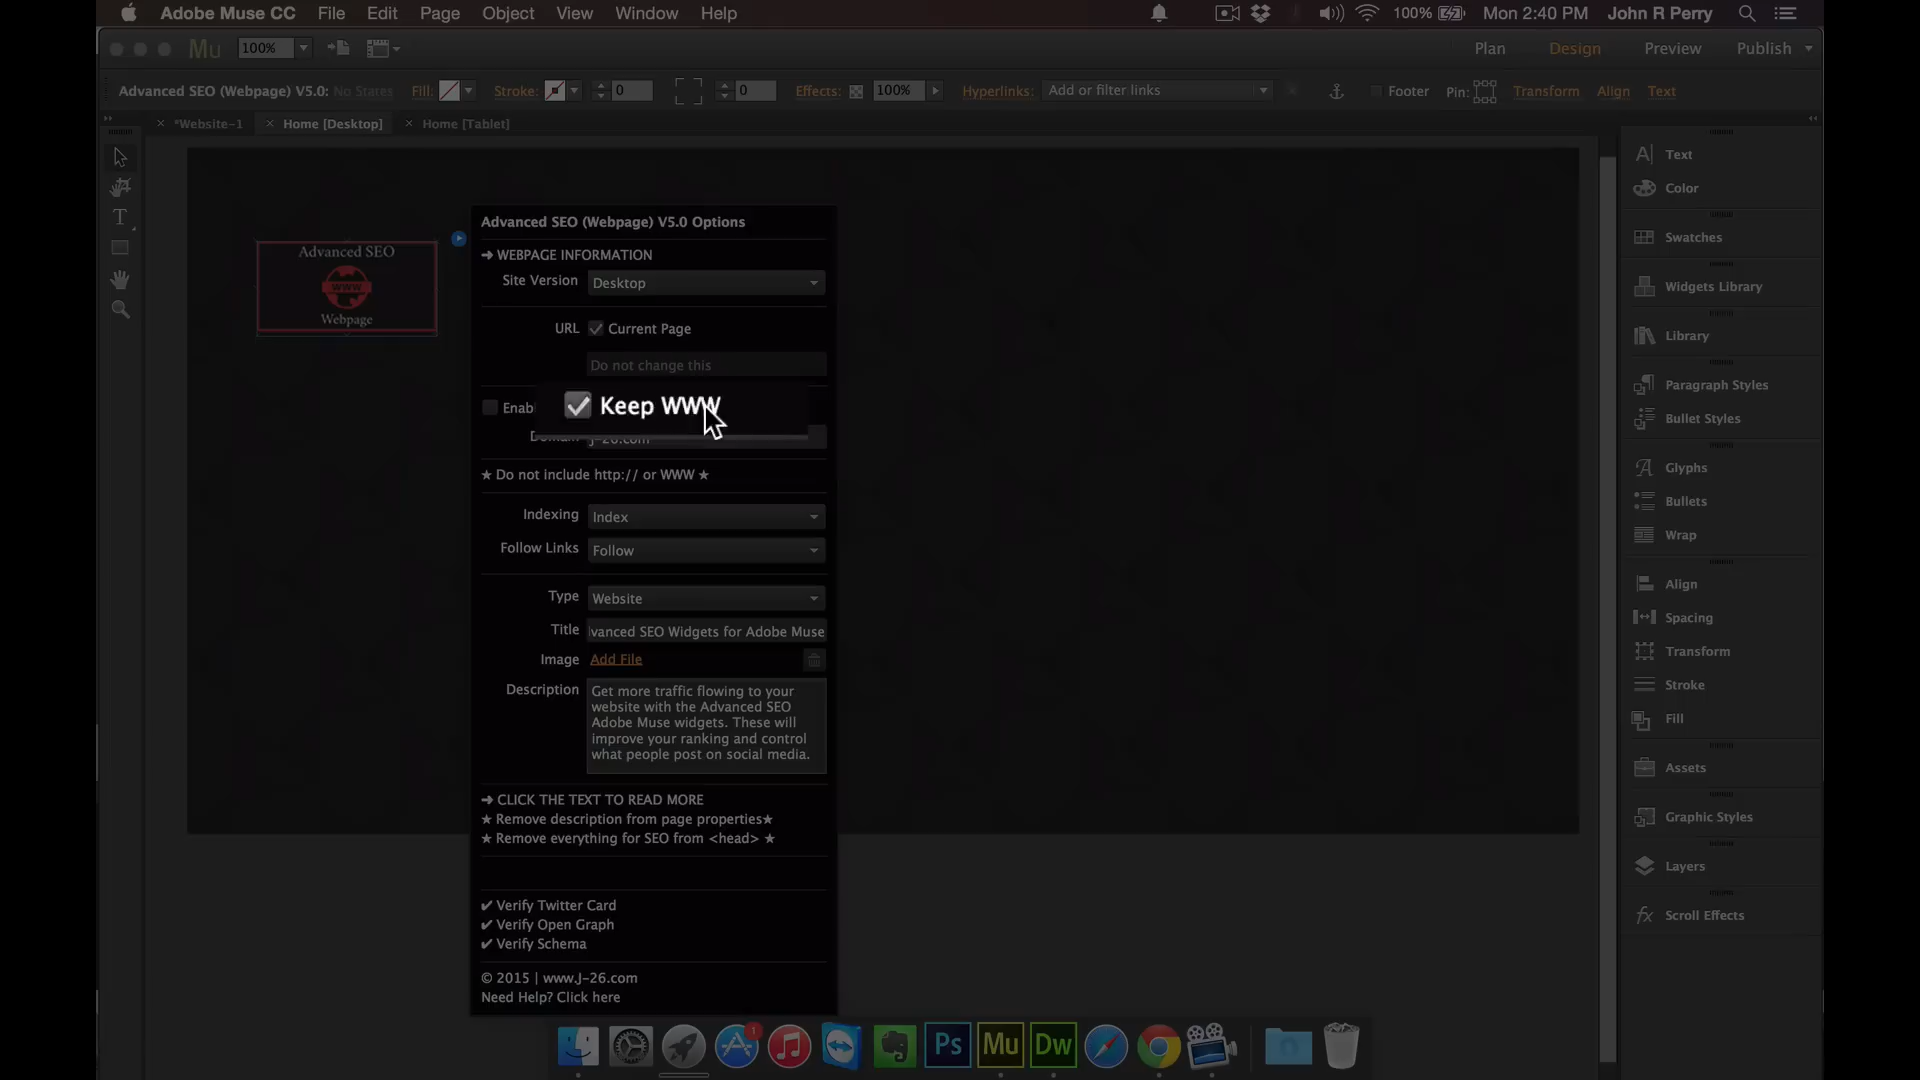 Adobe Muse CC File Edit Page Object View Window Help 100% Mon 2:40 PM John R Perry
Mu 100% Plan Design Preview Publish
Advanced SEO (Webpage) V5.0: No States Fill: Stroke: 0 0 Effects: 100% Hyperlinks: Add or filter links Footer Pin: Transform Align Text
*Website-1 Home [Desktop] Home [Tablet]
Advanced SEO
WWW
Webpage
Advanced SEO (Webpage) V5.0 Options
➔ WEBPAGE INFORMATION
Site Version Desktop
URL Current Page
Do not change this
Keep WWW
J-26.com
★ Do not include http:// or WWW ★
Indexing Index
Follow Links Follow
Type Website
Title lvanced SEO Widgets for Adobe Muse
Image Add File
Description Get more traffic flowing to your
website with the Advanced SEO
Adobe Muse widgets. These will
improve your ranking and control
what people post on social media.
➔ CLICK THE TEXT TO READ MORE
★ Remove description from page properties★
★ Remove everything for SEO from <head> ★
✔ Verify Twitter Card
✔ Verify Open Graph
✔ Verify Schema
© 2015 | www.J-26.com
Need Help? Click here
Text
Color
Swatches
Widgets Library
Library
Paragraph Styles
Bullet Styles
Glyphs
Bullets
Wrap
Align
Spacing
Transform
Stroke
Fill
Assets
Graphic Styles
Layers
Scroll Effects
1
Ps Mu Dw